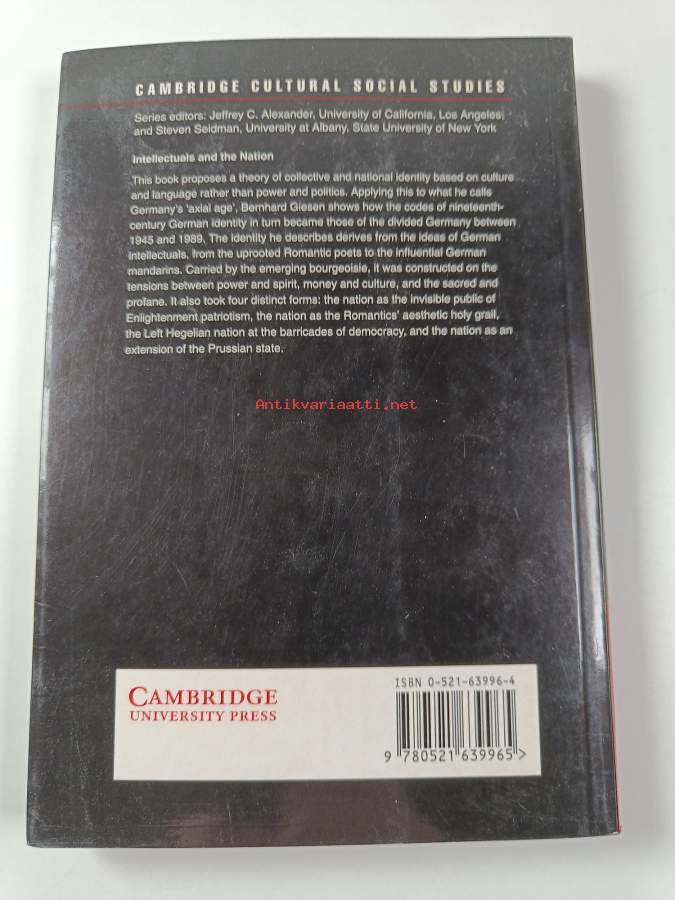 CAMBRIDGE CULTURAL SOCIAL STUDIES
Series editors: Jeffrey C. Alexander, University of California, Los Angeles,
and Steven Seidman, University at Albany, State University of New York
Intellectuals and the Nation
This book proposes a theory of collective and national identity based on culture
and language rather than power and politics. Applying this to what he calls
Germany's 'axial age', Bernhard Giesen shows how the codes of nineteenth-
century German identity in turn became those of the divided Germany between
1945 and 1989. The identity he describes derives from the ideas of German
intellectuals, from the uprooted Romantic poets to the influential German
mandarins. Carried by the emerging bourgeoisie, it was constructed on the
tensions between power and spirit, money and culture, and the sacred and
profane. It also took four distinct forms: the nation as the invisible public of
Enlightenment patriotism, the nation as the Romantics' aesthetic holy grail,
the Left Hegelian nation at the barricades of democracy, and the nation as an
extension of the Prussian state.
Antikvariaatti.net
CAMBRIDGE
UNIVERSITY PRESS
ISBN 0-521-63996-4
9 780521 639965>